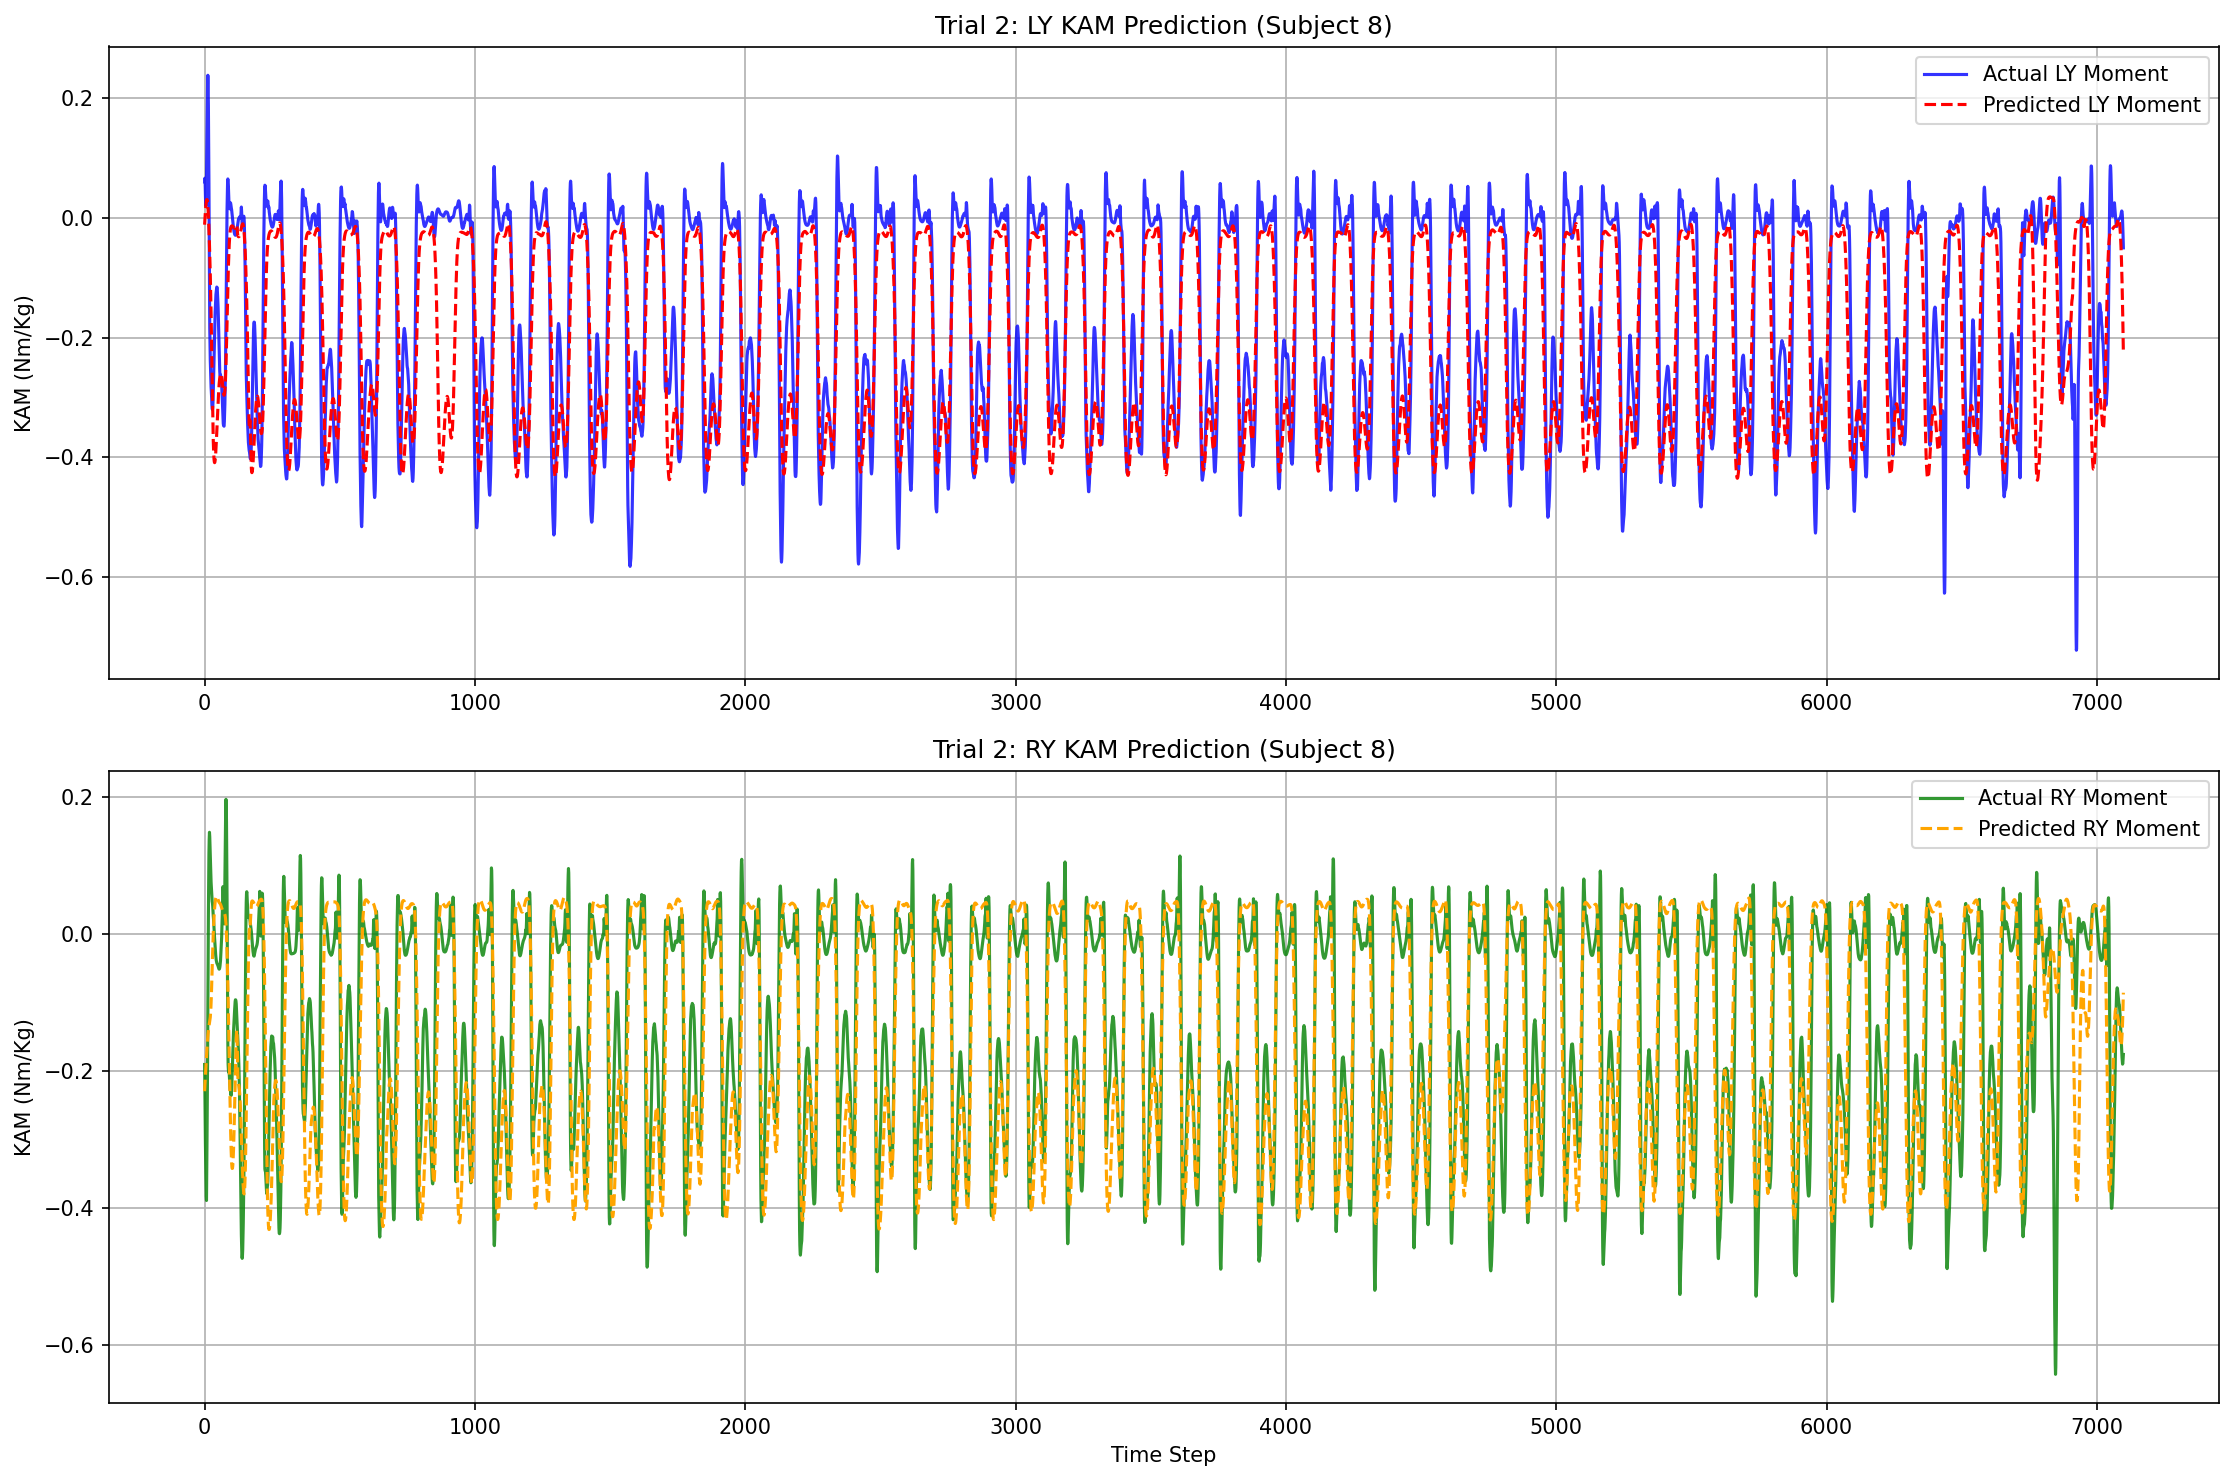 Trial 2: LY KAM Prediction (Subject 8)
Actual LY Moment
Predicted LY Moment
KAM (Nm/Kg)
0.2
0.0
−0.2
−0.4
−0.6
0 1000 2000 3000 4000 5000 6000 7000
Trial 2: RY KAM Prediction (Subject 8)
Actual RY Moment
Predicted RY Moment
KAM (Nm/Kg)
0.2
0.0
−0.2
−0.4
−0.6
0 1000 2000 3000 4000 5000 6000 7000
Time Step